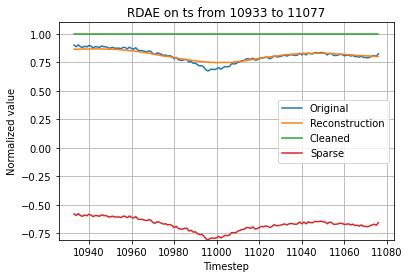 RDAE on ts from 10933 to 11077
Normalized value
1.00
0.75
0.50
0.25
0.00
−0.25
−0.50
−0.75
Original
Reconstruction
Cleaned
Sparse
10940 10960 10980 11000 11020 11040 11060 11080
Timestep